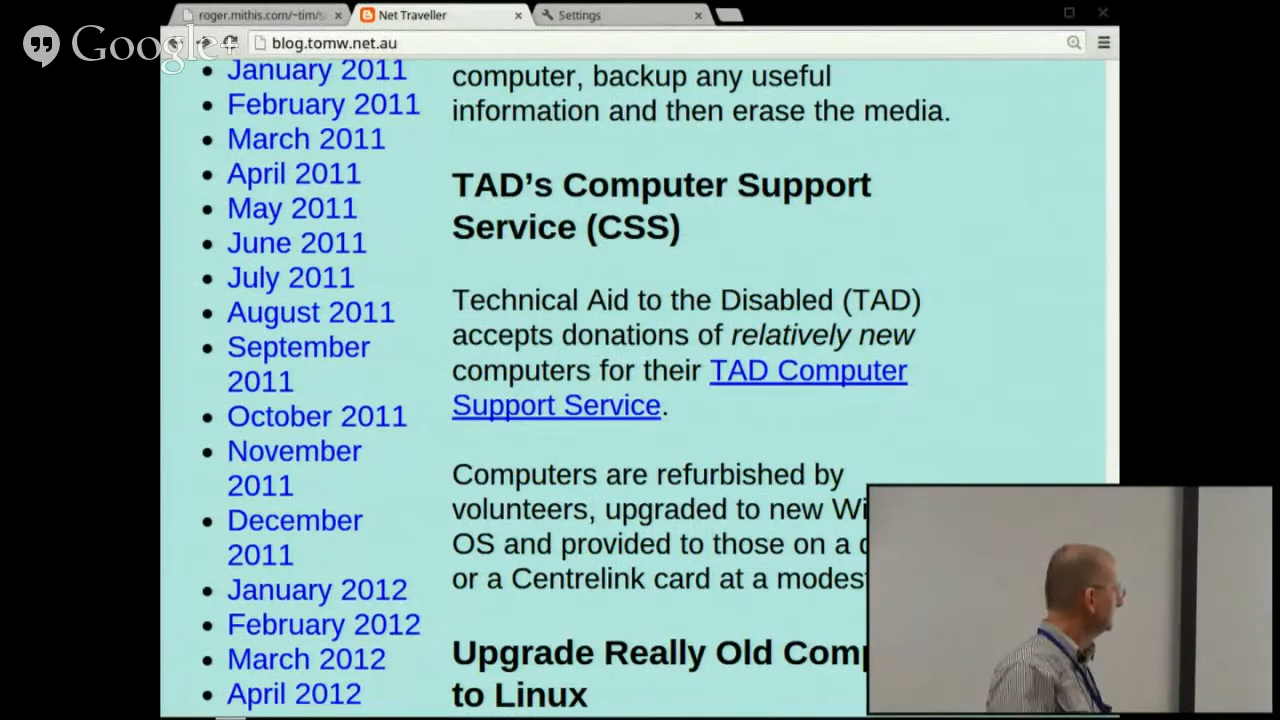 roger.mithis.com/~tim/s
Net Traveller
Settings
Google+
blog.tomw.net.au
January 2011
February 2011
March 2011
April 2011
May 2011
June 2011
July 2011
August 2011
September
2011
October 2011
November
2011
December
2011
January 2012
February 2012
March 2012
April 2012
computer, backup any useful
information and then erase the media.
TAD’s Computer Support
Service (CSS)
Technical Aid to the Disabled (TAD)
accepts donations of relatively new
computers for their TAD Computer
Support Service.
Computers are refurbished by
volunteers, upgraded to new Wi
OS and provided to those on a
or a Centrelink card at a modest
Upgrade Really Old Comp
to Linux